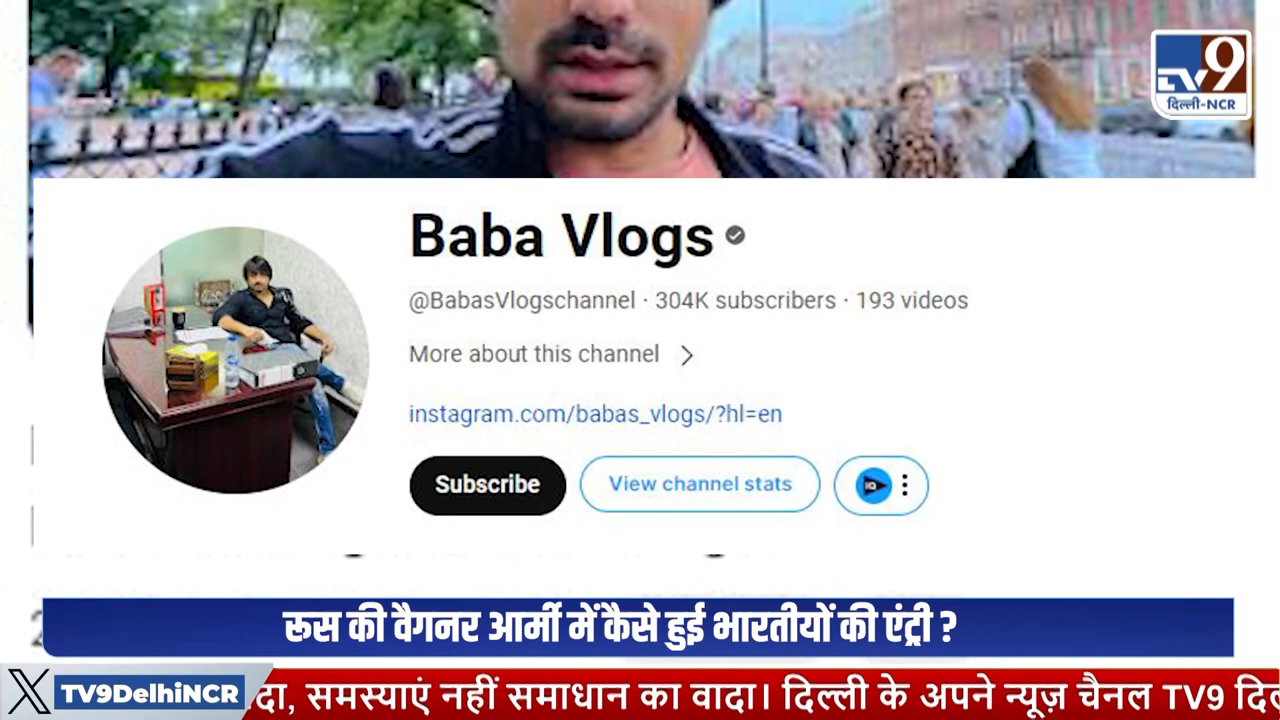 TV9
दिल्ली-NCR
Baba Vlogs
@BabasVlogschannel · 304K subscribers · 193 videos
More about this channel
instagram.com/babas_vlogs/?hl=en
Subscribe
View channel stats
IQ
रूस की वैगनर आर्मी में कैसे हुई भारतीयों की एंट्री ?
X TV9DelhiNCR
समस्याएं नहीं समाधान का वादा। दिल्ली के अपने न्यूज़ चैनल TV9